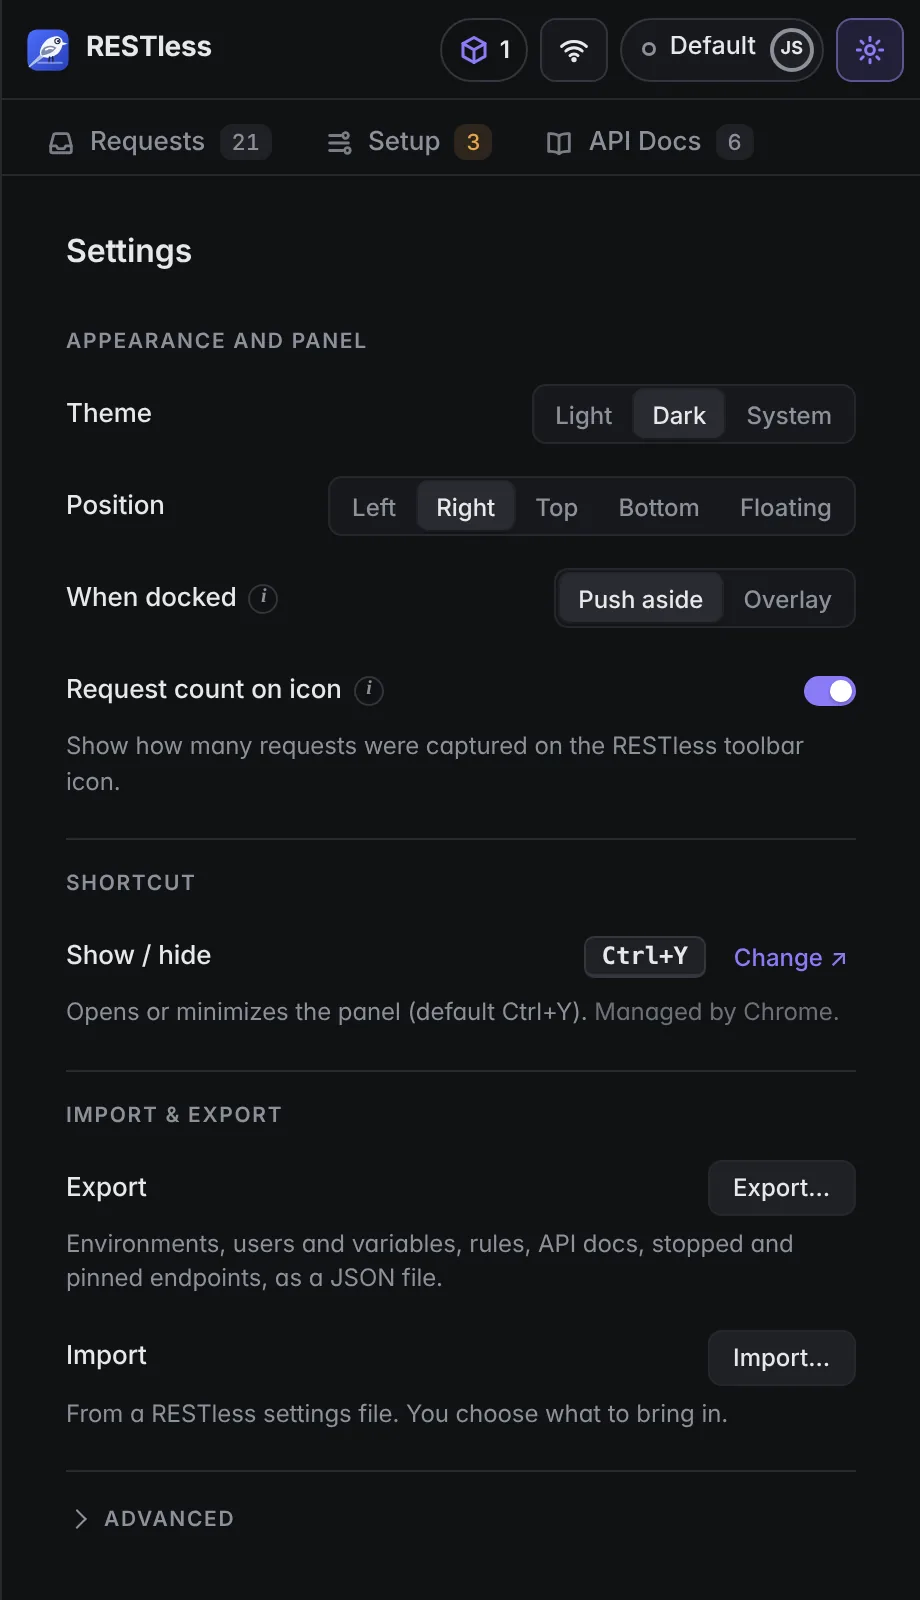 RESTless
1
Default
JS
Requests 21
Setup 3
API Docs 6
Settings
APPEARANCE AND PANEL
Theme
Light Dark System
Position
Left Right Top Bottom Floating
When docked i
Push aside Overlay
Request count on icon i
Show how many requests were captured on the RESTless toolbar
icon.
SHORTCUT
Show / hide
Ctrl+Y
Change ↗
Opens or minimizes the panel (default Ctrl+Y). Managed by Chrome.
IMPORT & EXPORT
Export
Export...
Environments, users and variables, rules, API docs, stopped and
pinned endpoints, as a JSON file.
Import
Import...
From a RESTless settings file. You choose what to bring in.
ADVANCED